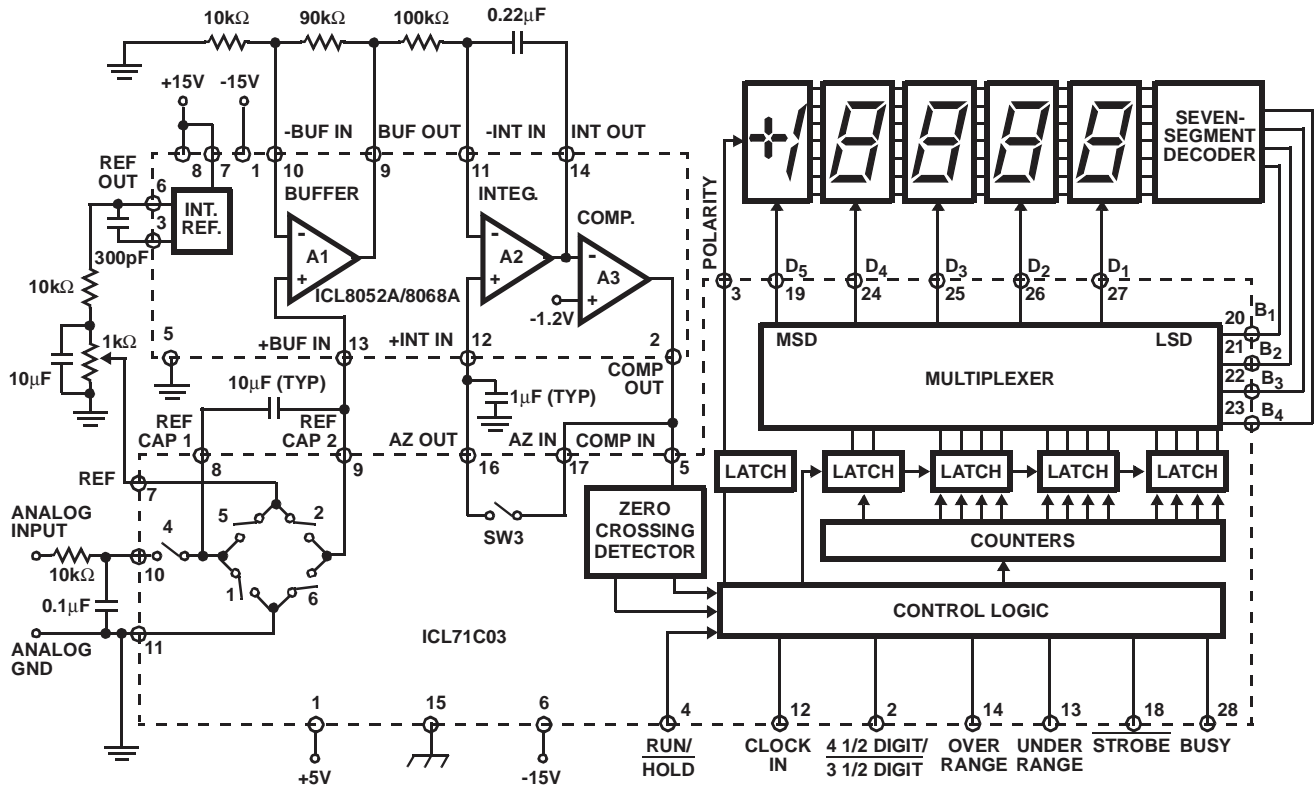 10kΩ 90kΩ 100kΩ 0.22μF
+15V -15V
-BUF IN BUF OUT -INT IN INT OUT
REF OUT
8 7 1 10 9 11 14
6
3
INT. REF.
BUFFER
INTEG.
COMP.
A1
A2
A3
300pF
ICL8052A/8068A
-1.2V
10kΩ
1kΩ
10μF
5
+BUF IN 13 +INT IN 12 2
COMP OUT
10μF (TYP)
1μF (TYP)
REF CAP 1
REF CAP 2
AZ OUT AZ IN COMP IN
8 9 16 17 5
REF
7
ANALOG INPUT
10kΩ
10
4
5 2
1 6
0.1μF
11
ANALOG GND
SW3
ZERO CROSSING DETECTOR
ICL71C03
+1 8 8 8 8
SEVEN-SEGMENT DECODER
POLARITY
D5 D4 D3 D2 D1
3 19 24 25 26 27
MSD LSD
MULTIPLEXER
20 B1
21 B2
22 B3
23 B4
LATCH LATCH LATCH LATCH LATCH
COUNTERS
CONTROL LOGIC
1 15 6 4 12 2 14 13 18 28
+5V
-15V
RUN/
HOLD
CLOCK IN
4 1/2 DIGIT/
3 1/2 DIGIT
OVER RANGE
UNDER RANGE
STROBE
BUSY